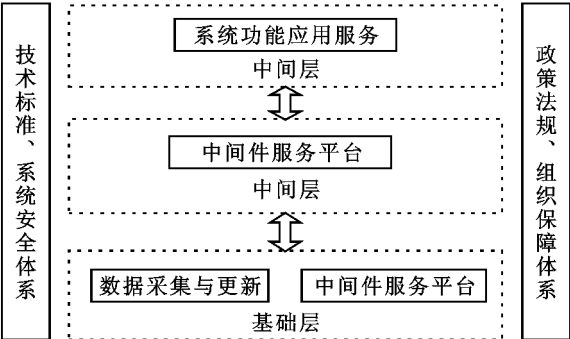 技术标准、系统安全体系
系统功能应用服务
中间层
中间件服务平台
中间层
数据采集与更新
中间件服务平台
基础层
政策法规、组织保障体系